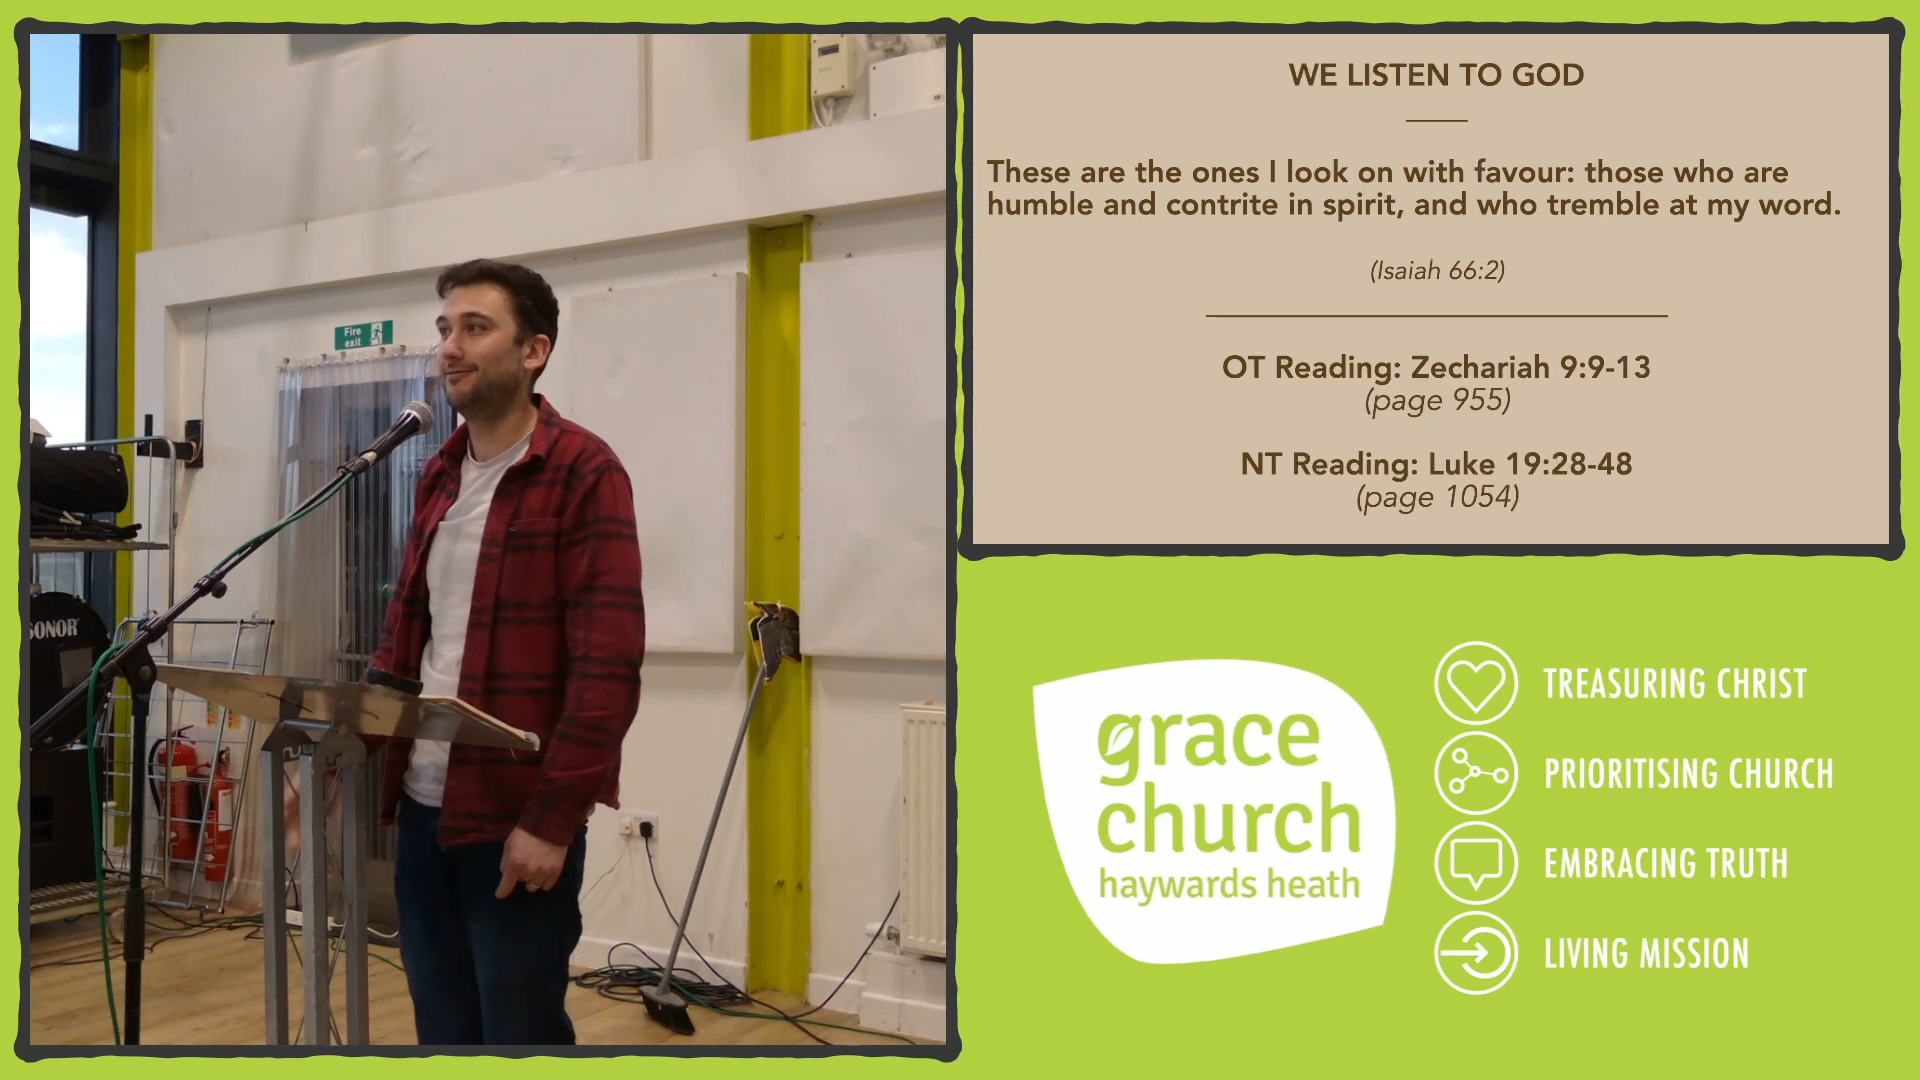 WE LISTEN TO GOD
These are the ones I look on with favour: those who are
humble and contrite in spirit, and who tremble at my word.
(Isaiah 66:2)
OT Reading: Zechariah 9:9-13
(page 955)
NT Reading: Luke 19:28-48
(page 1054)
Fire
exit
SONOR
grace
church
haywards heath
TREASURING CHRIST
PRIORITISING CHURCH
EMBRACING TRUTH
LIVING MISSION